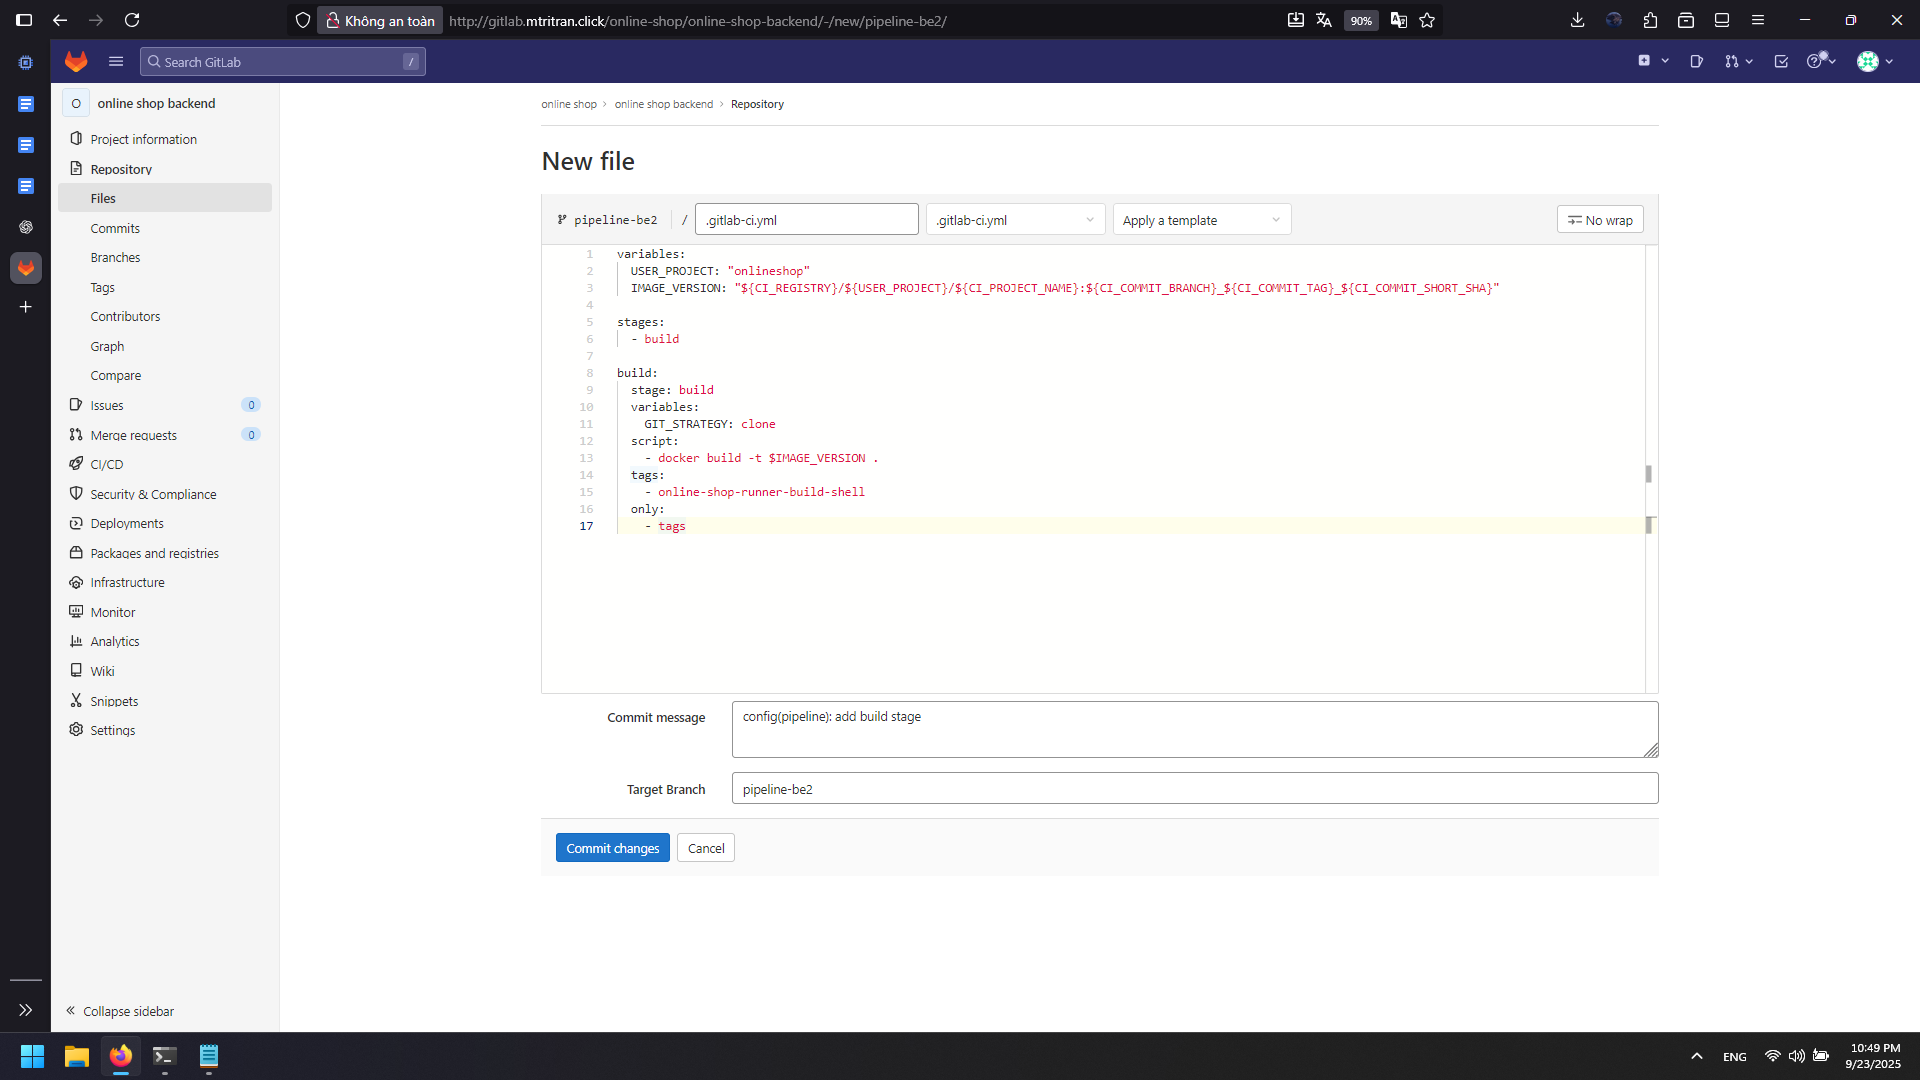 Không an toàn
http://gitlab.mtritran.click/online-shop/online-shop-backend/-/new/pipeline-be2/
90%
Search GitLab
/
O online shop backend
Project information
Repository
Files
Commits
Branches
Tags
Contributors
Graph
Compare
Issues 0
Merge requests 0
CI/CD
Security & Compliance
Deployments
Packages and registries
Infrastructure
Monitor
Analytics
Wiki
Snippets
Settings
Collapse sidebar
online shop > online shop backend > Repository
New file
pipeline-be2 / .gitlab-ci.yml .gitlab-ci.yml Apply a template No wrap
1 variables:
2 USER_PROJECT: "onlineshop"
3 IMAGE_VERSION: "${CI_REGISTRY}/${USER_PROJECT}/${CI_PROJECT_NAME}:${CI_COMMIT_BRANCH}_${CI_COMMIT_TAG}_${CI_COMMIT_SHORT_SHA}"
4
5 stages:
6 - build
7
8 build:
9 stage: build
10 variables:
11 GIT_STRATEGY: clone
12 script:
13 - docker build -t $IMAGE_VERSION .
14 tags:
15 - online-shop-runner-build-shell
16 only:
17 - tags
Commit message
config(pipeline): add build stage
Target Branch
pipeline-be2
Commit changes
Cancel
ENG
10:49 PM
9/23/2025